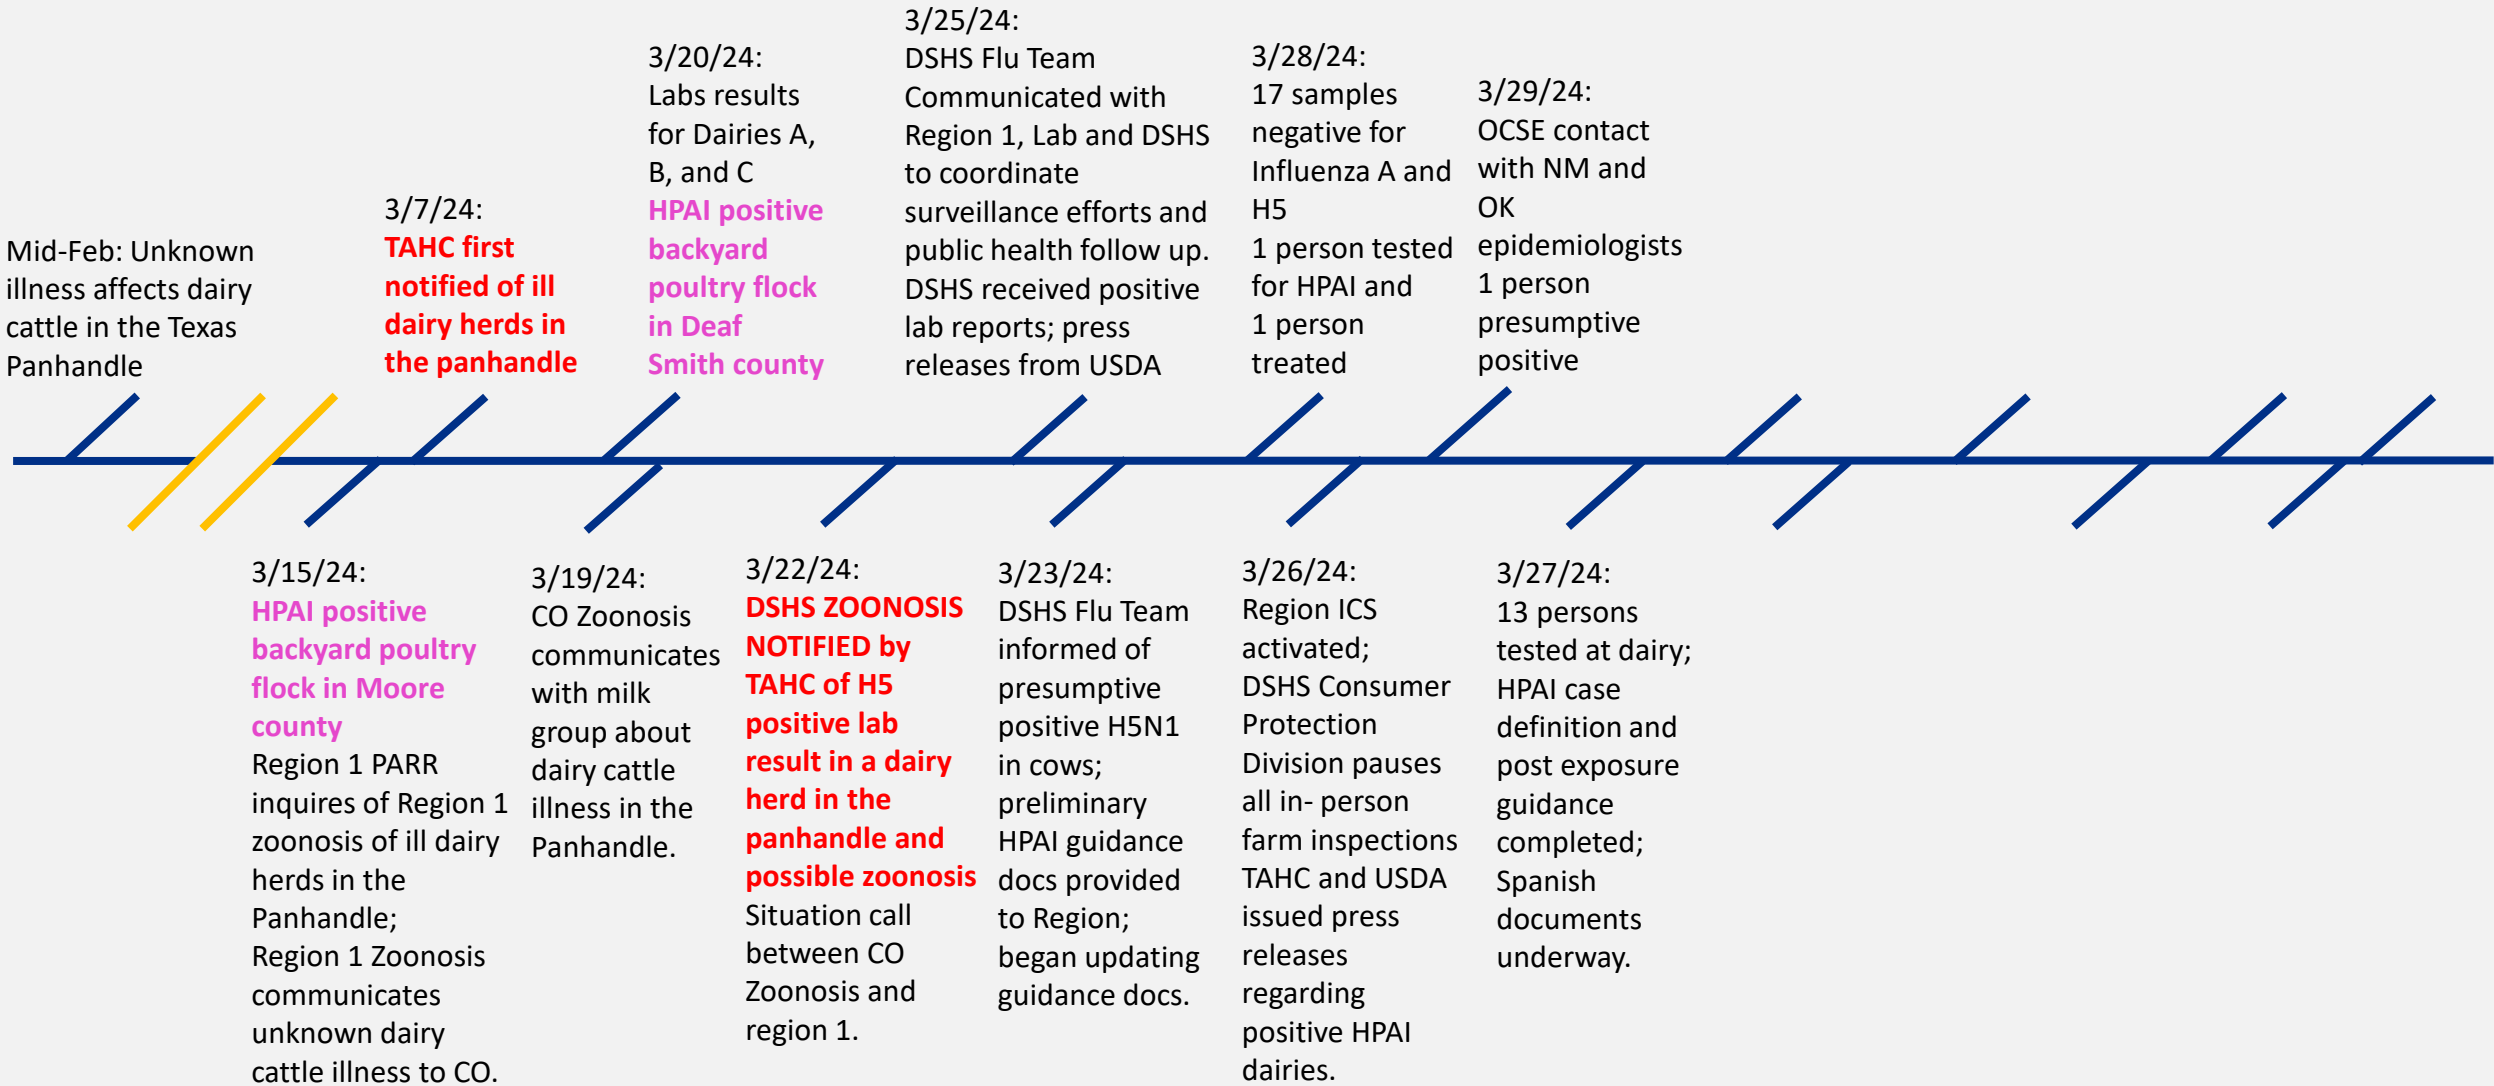 Mid-Feb: Unknown
illness affects dairy
cattle in the Texas
Panhandle
3/7/24:
TAHC first
notified of ill
dairy herds in
the panhandle
3/20/24:
Labs results
for Dairies A,
B, and C
HPAI positive
backyard
poultry flock
in Deaf
Smith county
3/25/24:
DSHS Flu Team
Communicated with
Region 1, Lab and DSHS
to coordinate
surveillance efforts and
public health follow up.
DSHS received positive
lab reports; press
releases from USDA
3/28/24:
17 samples
negative for
Influenza A and
H5
1 person tested
for HPAI and
1 person
treated
3/29/24:
OCSE contact
with NM and
OK
epidemiologists
1 person
presumptive
positive
3/15/24:
HPAI positive
backyard poultry
flock in Moore
county
Region 1 PARR
inquires of Region 1
zoonosis of ill dairy
herds in the
Panhandle;
Region 1 Zoonosis
communicates
unknown dairy
cattle illness to CO.
3/19/24:
CO Zoonosis
communicates
with milk
group about
dairy cattle
illness in the
Panhandle.
3/22/24:
DSHS ZOONOSIS
NOTIFIED by
TAHC of H5
positive lab
result in a dairy
herd in the
panhandle and
possible zoonosis
Situation call
between CO
Zoonosis and
region 1.
3/23/24:
DSHS Flu Team
informed of
presumptive
positive H5N1
in cows;
preliminary
HPAI guidance
docs provided
to Region;
began updating
guidance docs.
3/26/24:
Region ICS
activated;
DSHS Consumer
Protection
Division pauses
all in- person
farm inspections
TAHC and USDA
issued press
releases
regarding
positive HPAI
dairies.
3/27/24:
13 persons
tested at dairy;
HPAI case
definition and
post exposure
guidance
completed;
Spanish
documents
underway.